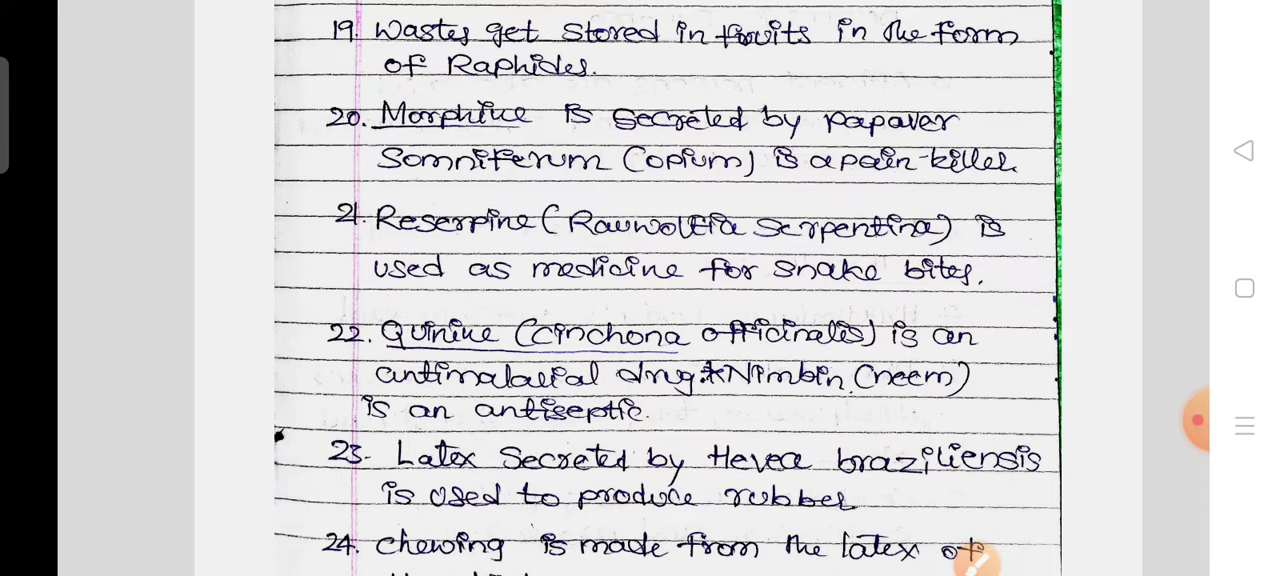 19. Wastes get stored in fruits in the form
of Raphides.
20. Morphine is secreted by papaver
Somniferum (opium) is a pain-killer.
21. Reserpine (Rauwolfia Serpentina) is
used as medicine for snake bites.
22. Quinine (Cinchona officinalis) is an
antimalarial drug.* Nimbin (neem)
is an antiseptic.
23. Latex Secreted by Hevea braziliensis
is used to produce rubber
24. chewing is made from the latex of